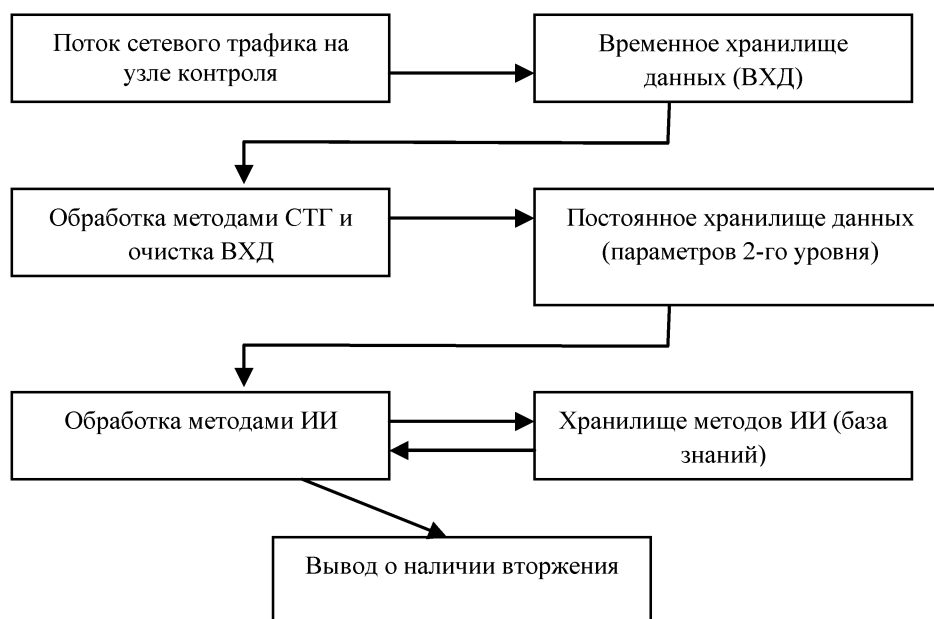 Поток сетевого трафика на
узле контроля
Временное хранилище
данных (ВХД)
Обработка методами СТГ и
очистка ВХД
Постоянное хранилище данных
(параметров 2-го уровня)
Обработка методами ИИ
Хранилище методов ИИ (база
знаний)
Вывод о наличии вторжения